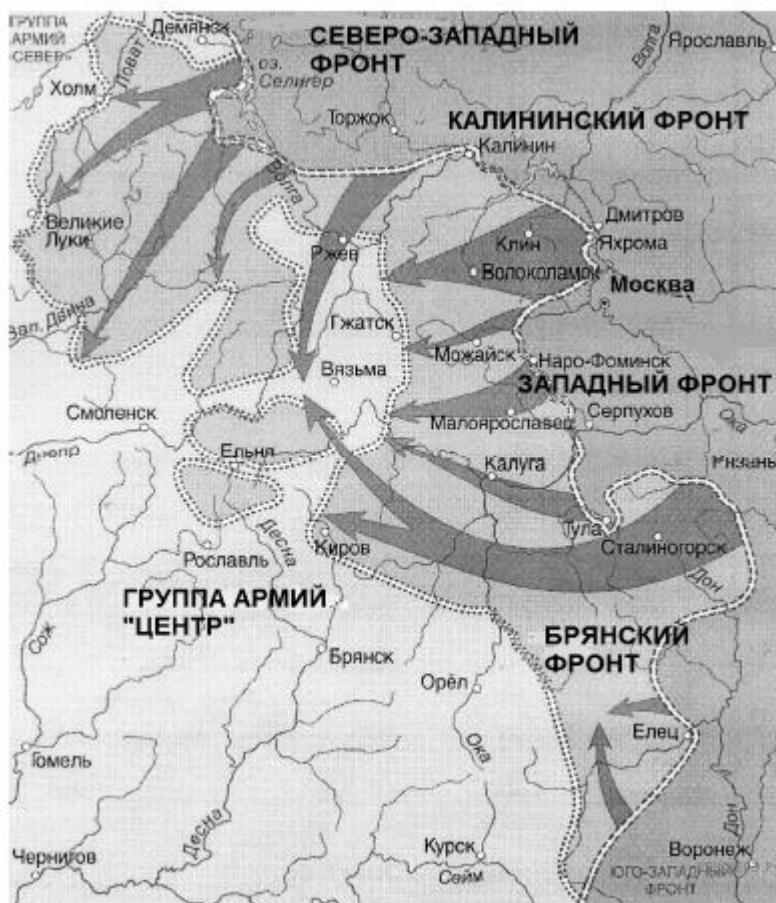 ГРУППА
АРМИЙ
«СЕВЕР»
Демянск
СЕВЕРО-ЗАПАДНЫЙ
ФРОНТ
Волга
Ярославль
Ловат
оз.
Селигер
Холм
Торжок
КАЛИНИНСКИЙ ФРОНТ
Калинин
Волга
Великие
Луки
Ржев
Клин
Дмитров
Яхрома
Волоколамск
Москва
Зап. Двина
Гжатск
Можайск
Наро-Фоминск
Вязьма
ЗАПАДНЫЙ ФРОНТ
Смоленск
Малоярославец
Серпухов
Ока
Днепр
Ельня
Калуга
Рязань
Десна
Тула
Рославль
Киров
Сталиногорск
Дон
ГРУППА АРМИЙ
"ЦЕНТР"
БРЯНСКИЙ
ФРОНТ
Сож
Брянск
Орёл
Елец
Ока
Гомель
Десна
Дон
Курск
Воронеж
Чернигов
Сейм
ЮГО-ЗАПАДНЫЙ
ФРОНТ